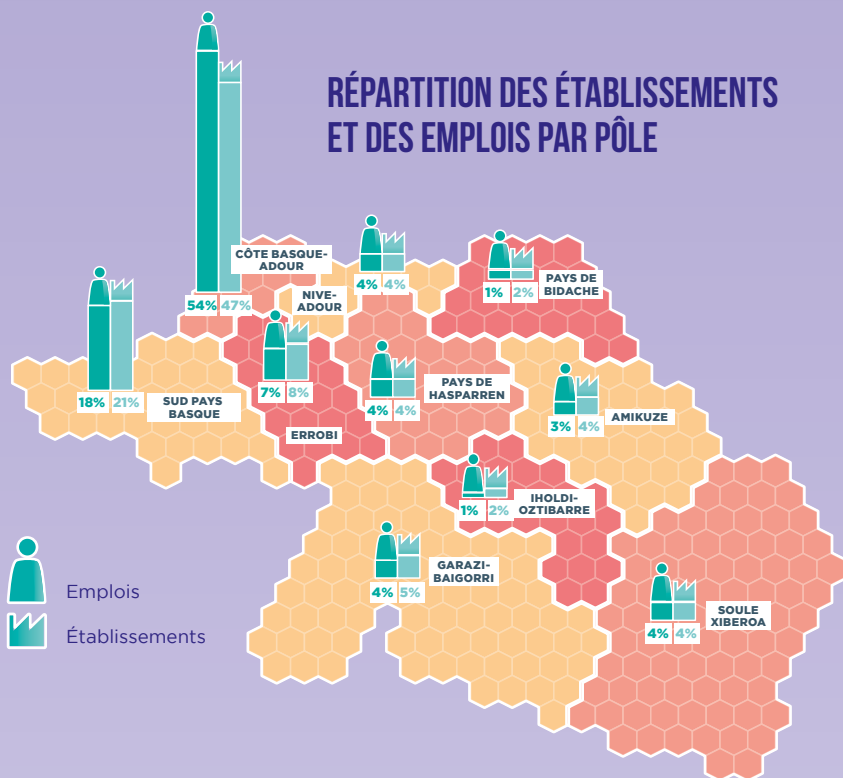 RÉPARTITION DES ÉTABLISSEMENTS
ET DES EMPLOIS PAR PÔLE
CÔTE BASQUE-
ADOUR
54% 47%
NIVE-
ADOUR
4% 4%
PAYS DE
BIDACHE
1% 2%
SUD PAYS
BASQUE
18% 21%
ERROBI
7% 8%
PAYS DE
HASPARREN
4% 4%
AMIKUZE
3% 4%
IHOLDI-
OZTIBARRE
1% 2%
GARAZI-
BAIGORRI
4% 5%
SOULE
XIBEROA
4% 4%
Emplois
Établissements